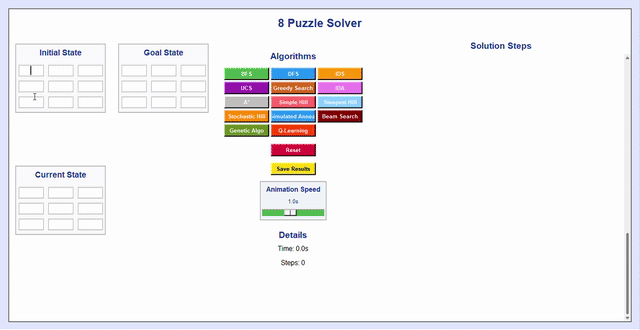 8 Puzzle Solver
Initial State
Goal State
Solution Steps
Algorithms
BFS
DFS
IDS
UCS
Greedy Search
IDA
A*
Simple Hill
Steepest Hill
Stochastic Hill
Simulated Annea
Beam Search
Genetic Algo
Q-Learning
Reset
Current State
Save Results
Animation Speed
1.0s
Details
Time: 0.0s
Steps: 0